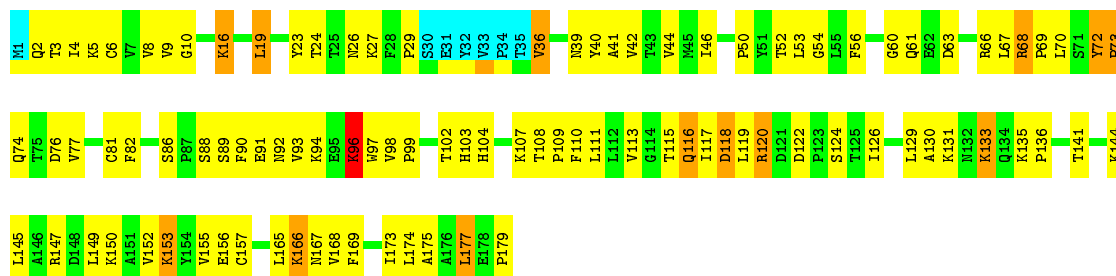 M1 Q2 T3 I4 K5 C6 V7 V8 V9 G10 K16 L19 Y23 T24 T25 N26 K27 F28 P29 S30 E31 Y32 V33 P34 T35 V36 N39 Y40 A41 V42 T43 V44 M45 I46 P50 Y51 T52 L53 G54 L55 F56 G60 Q61 E62 D63 R66 L67 R68 P69 L70 S71 Y72 P73
Q74 T75 D76 V77 C81 F82 S86 P87 S88 S89 F90 E91 N92 V93 K94 E95 K96 W97 V98 P99 T102 H103 H104 K107 T108 P109 F110 L111 L112 V113 G114 T115 Q116 I117 D118 L119 R120 D121 D122 P123 S124 T125 I126 L129 A130 K131 N132 K133 Q134 K135 P136 T141 K144
L145 A146 R147 D148 L149 K150 A151 V152 K153 Y154 V155 E156 C157 L165 K166 N167 V168 F169 I173 L174 A175 A176 L177 E178 P179